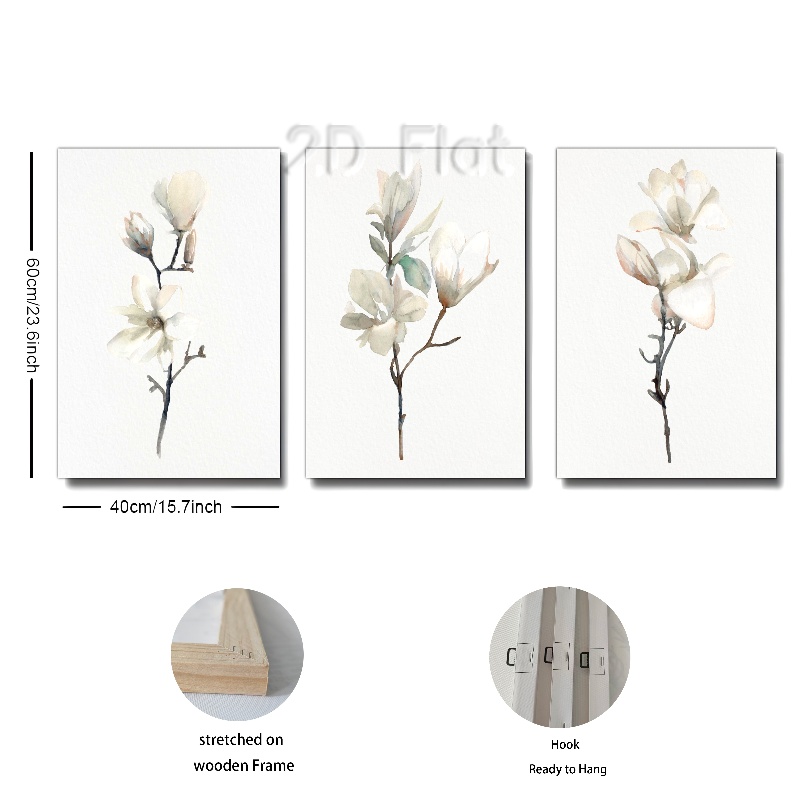 2D Flat
60cm/23.6inch
40cm/15.7inch
stretched on
wooden Frame
Hook
Ready to Hang